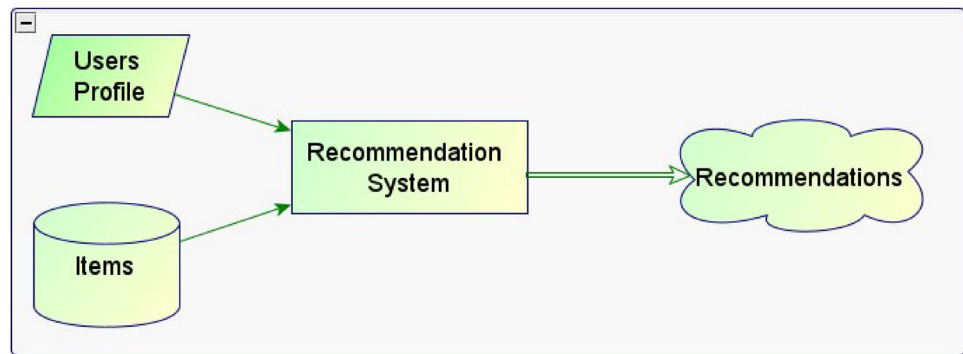 Users
Profile
Recommendation
System
Recommendations
Items